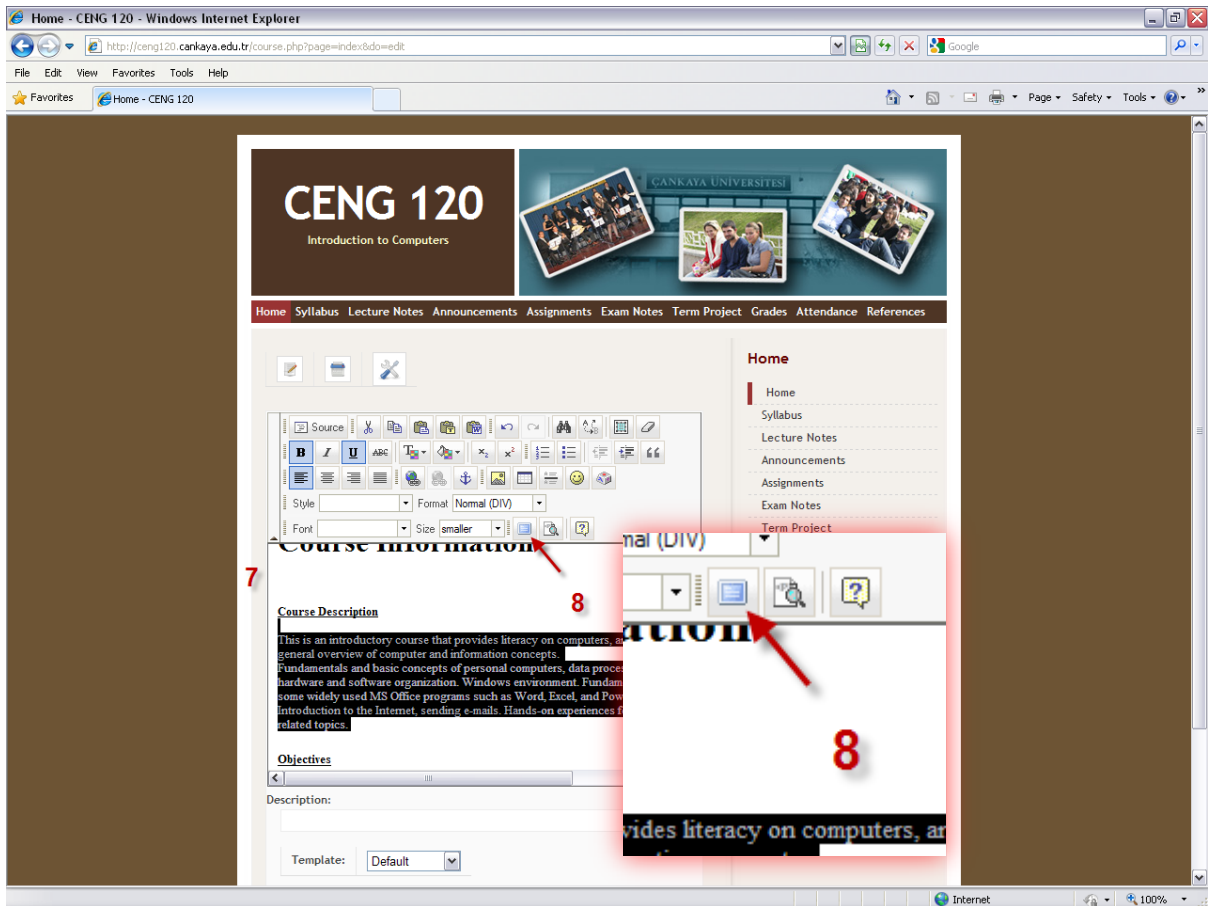 Home - CENG 120 - Windows Internet Explorer
http://ceng120.cankaya.edu.tr/course.php?page=index&do=edit
Google
File Edit View Favorites Tools Help
Favorites
Home - CENG 120
Page Safety Tools
CENG 120
Introduction to Computers
ÇANKAYA ÜNİVERSİTESİ
Home Syllabus Lecture Notes Announcements Assignments Exam Notes Term Project Grades Attendance References
Source
B I U ABC
Style Format Normal (DIV)
Font Size smaller
Course Information
7
8
Course Description
This is an introductory course that provides literacy on computers, a
general overview of computer and information concepts.
Fundamentals and basic concepts of personal computers, data proce
hardware and software organization. Windows environment. Fundam
some widely used MS Office programs such as Word, Excel, and Pow
Introduction to the Internet, sending e-mails. Hands-on experiences f
related topics.
Objectives
Description:
Template: Default
Home
Home
Syllabus
Lecture Notes
Announcements
Assignments
Exam Notes
Term Project
mal (DIV)
ation
8
vides literacy on computers, ar
Internet
100%